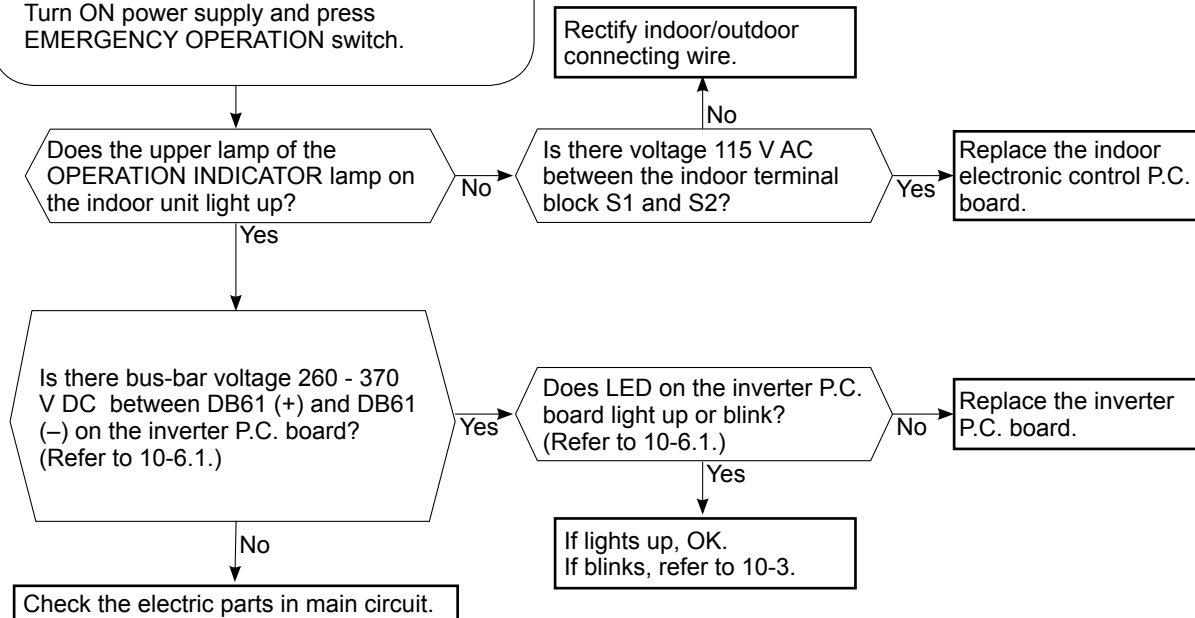 Turn ON power supply and press
EMERGENCY OPERATION switch.
Rectify indoor/outdoor
connecting wire.
No
Does the upper lamp of the
OPERATION INDICATOR lamp on
the indoor unit light up?
No
Is there voltage 115 V AC
between the indoor terminal
block S1 and S2?
Yes
Replace the indoor
electronic control P.C.
board.
Yes
Is there bus-bar voltage 260 - 370
V DC between DB61 (+) and DB61
(–) on the inverter P.C. board?
(Refer to 10-6.1.)
Yes
Does LED on the inverter P.C.
board light up or blink?
(Refer to 10-6.1.)
No
Replace the inverter
P.C. board.
Yes
If lights up, OK.
If blinks, refer to 10-3.
No
Check the electric parts in main circuit.